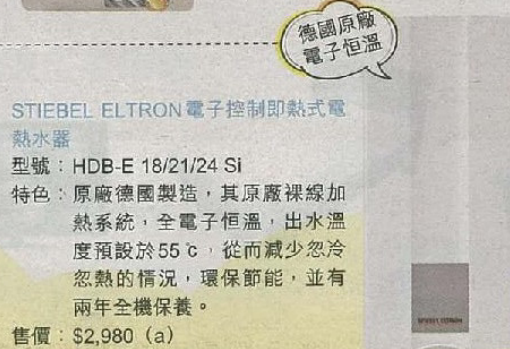 德國原廠
電子恒溫
STIEBEL ELTRON電子控制即熱式電
熱水器
型號：HDB-E 18/21/24 Si
特色：原廠德國製造，其原廠裸線加
熱系統，全電子恒溫，出水溫
度預設於55℃，從而減少忽冷
忽熱的情況，環保節能，並有
兩年全機保養。
售價：$2,980（a）
STIEBEL ELTRON